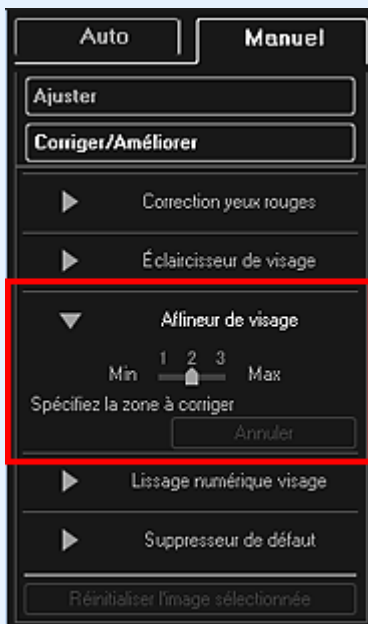 Auto Manuel
Ajuster
Corriger/Améliorer
Correction yeux rouges
Éclaircisseur de visage
Affineur de visage
1 2 3
Min Max
Spécifiez la zone à corriger
Annuler
Lissage numérique visage
Suppresseur de défaut
Réinitialiser l'image sélectionnée